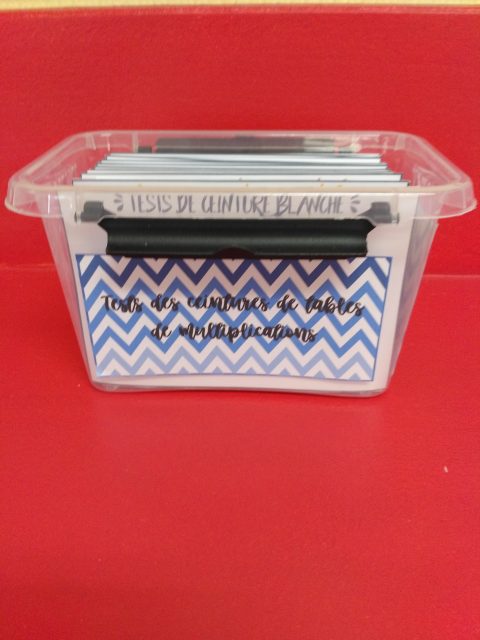 TESTS DE CEINTURE BLANCHE
Tests des ceintures de tables
de multiplications